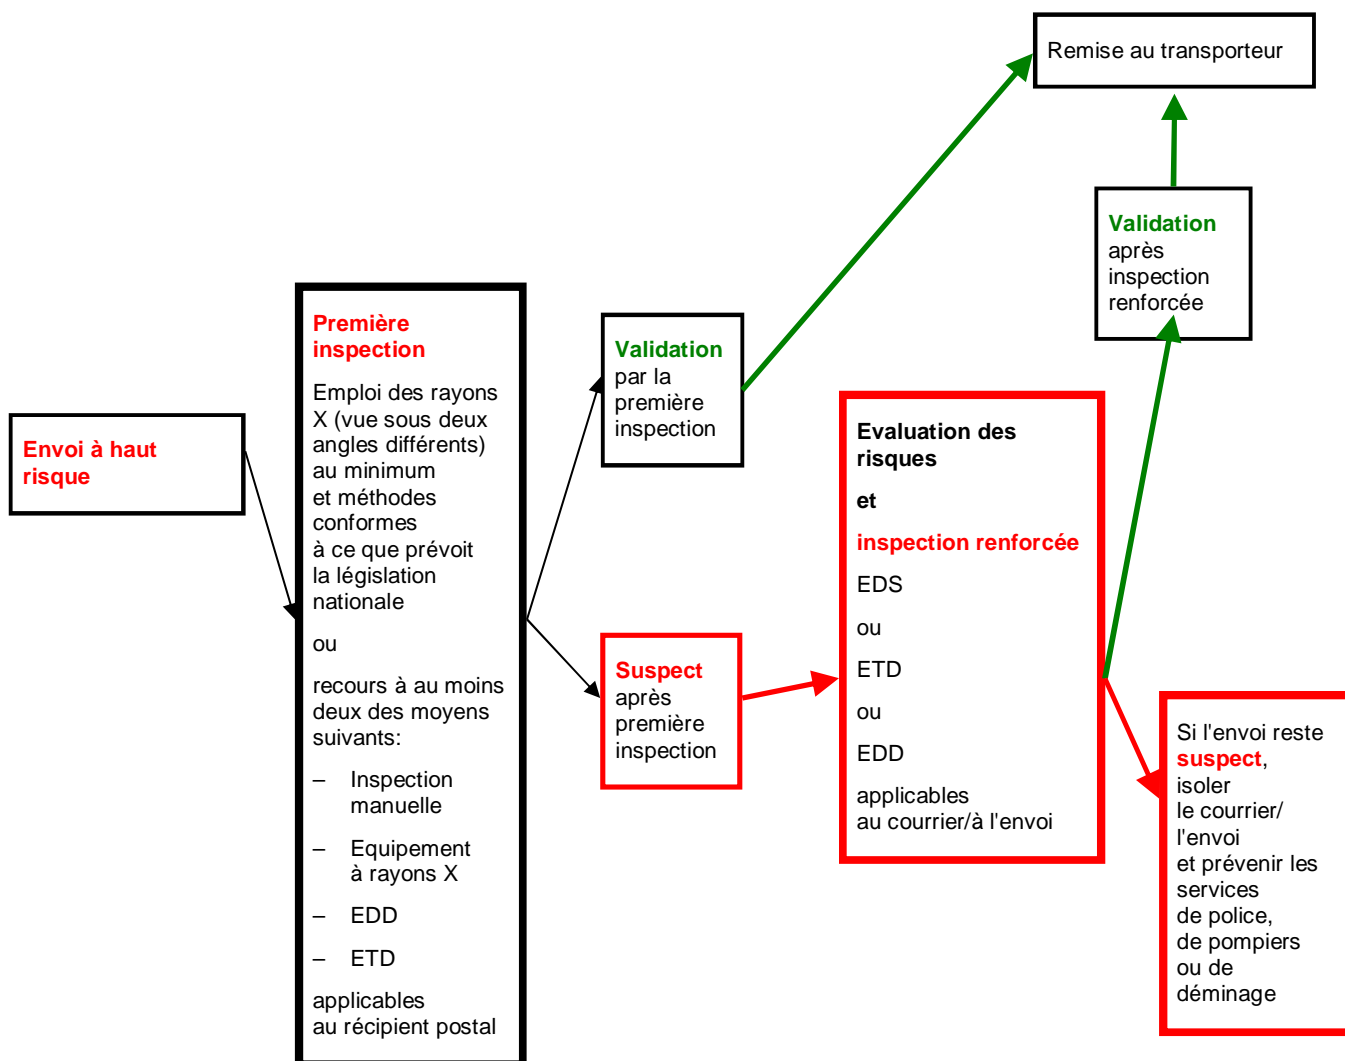 Envoi à haut
risque
Première
inspection
Emploi des rayons
X (vue sous deux
angles différents)
au minimum
et méthodes
conformes
à ce que prévoit
la législation
nationale
ou
recours à au moins
deux des moyens
suivants:
– Inspection
manuelle
– Equipement
à rayons X
– EDD
– ETD
applicables
au récipient postal
Validation
par la
première
inspection
Suspect
après
première
inspection
Evaluation des
risques
et
inspection renforcée
EDS
ou
ETD
ou
EDD
applicables
au courrier/à l'envoi
Remise au transporteur
Validation
après
inspection
renforcée
Si l'envoi reste
suspect,
isoler
le courrier/
l'envoi
et prévenir les
services
de police,
de pompiers
ou de
déminage